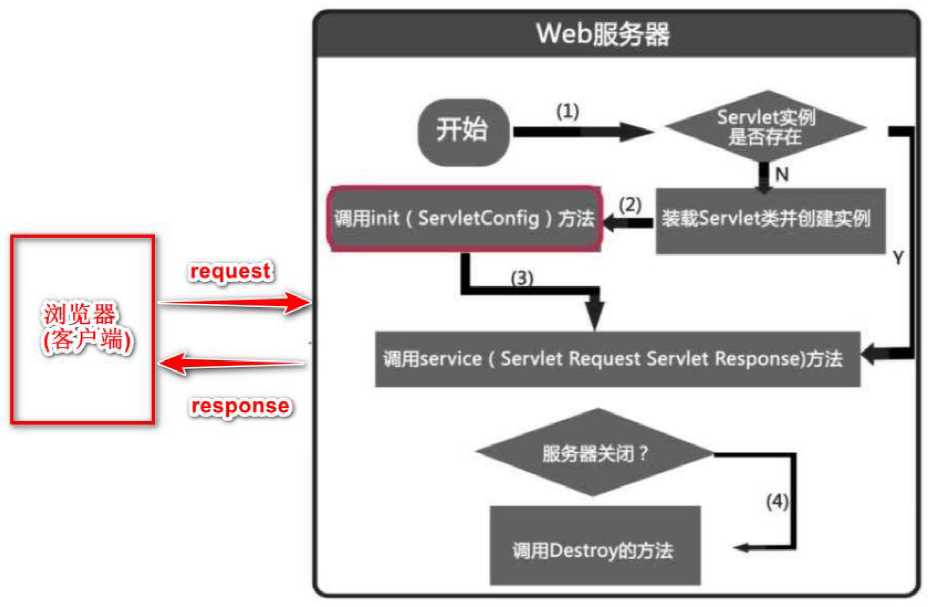 Web服务器
开始
(1)
Servlet实例
是否存在
N
Y
调用init（ServletConfig）方法
(2)
装载Servlet类并创建实例
(3)
request
浏览器
(客户端)
response
调用service（Servlet Request Servlet Response)方法
服务器关闭？
(4)
调用Destroy的方法